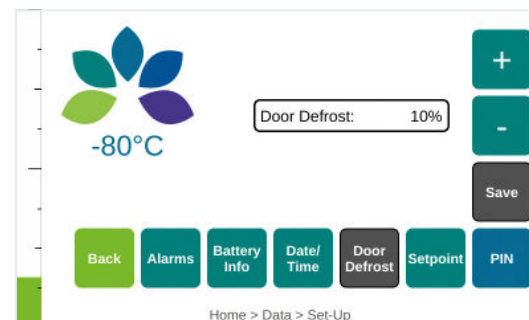 +
-80°C
Door Defrost: 10%
-
Save
Back
Alarms
Battery
Info
Date/
Time
Door
Defrost
Setpoint
PIN
Home > Data > Set-Up